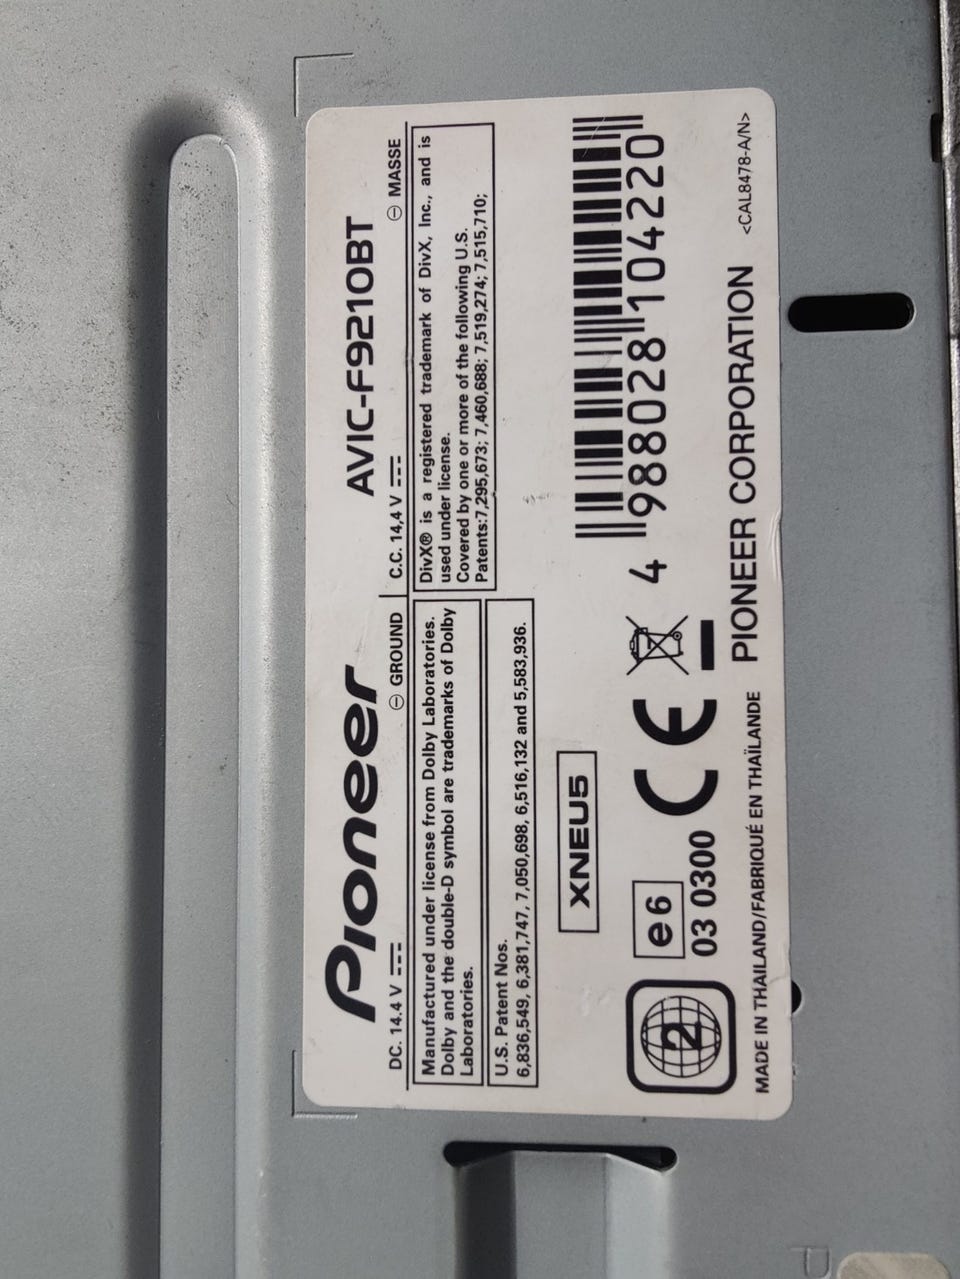 Pioneer AVIC-F9210BT
DC. 14.4 V ⎓ ⊖ GROUND C.C. 14,4 V ⎓ ⊖ MASSE
Manufactured under license from Dolby Laboratories.
Dolby and the double-D symbol are trademarks of Dolby
Laboratories.
DivX® is a registered trademark of DivX, Inc., and is
used under license.
Covered by one or more of the following U.S.
Patents:7,295,673; 7,460,688; 7,519,274; 7,515,710;
U.S. Patent Nos.
6,836,549, 6,381,747, 7,050,698, 6,516,132 and 5,583,936.
XNEU5
2
e6
03 0300
CE
4 988028 104220
MADE IN THAILAND/FABRIQUÉ EN THAÏLANDE PIONEER CORPORATION <CAL8478-A/N>